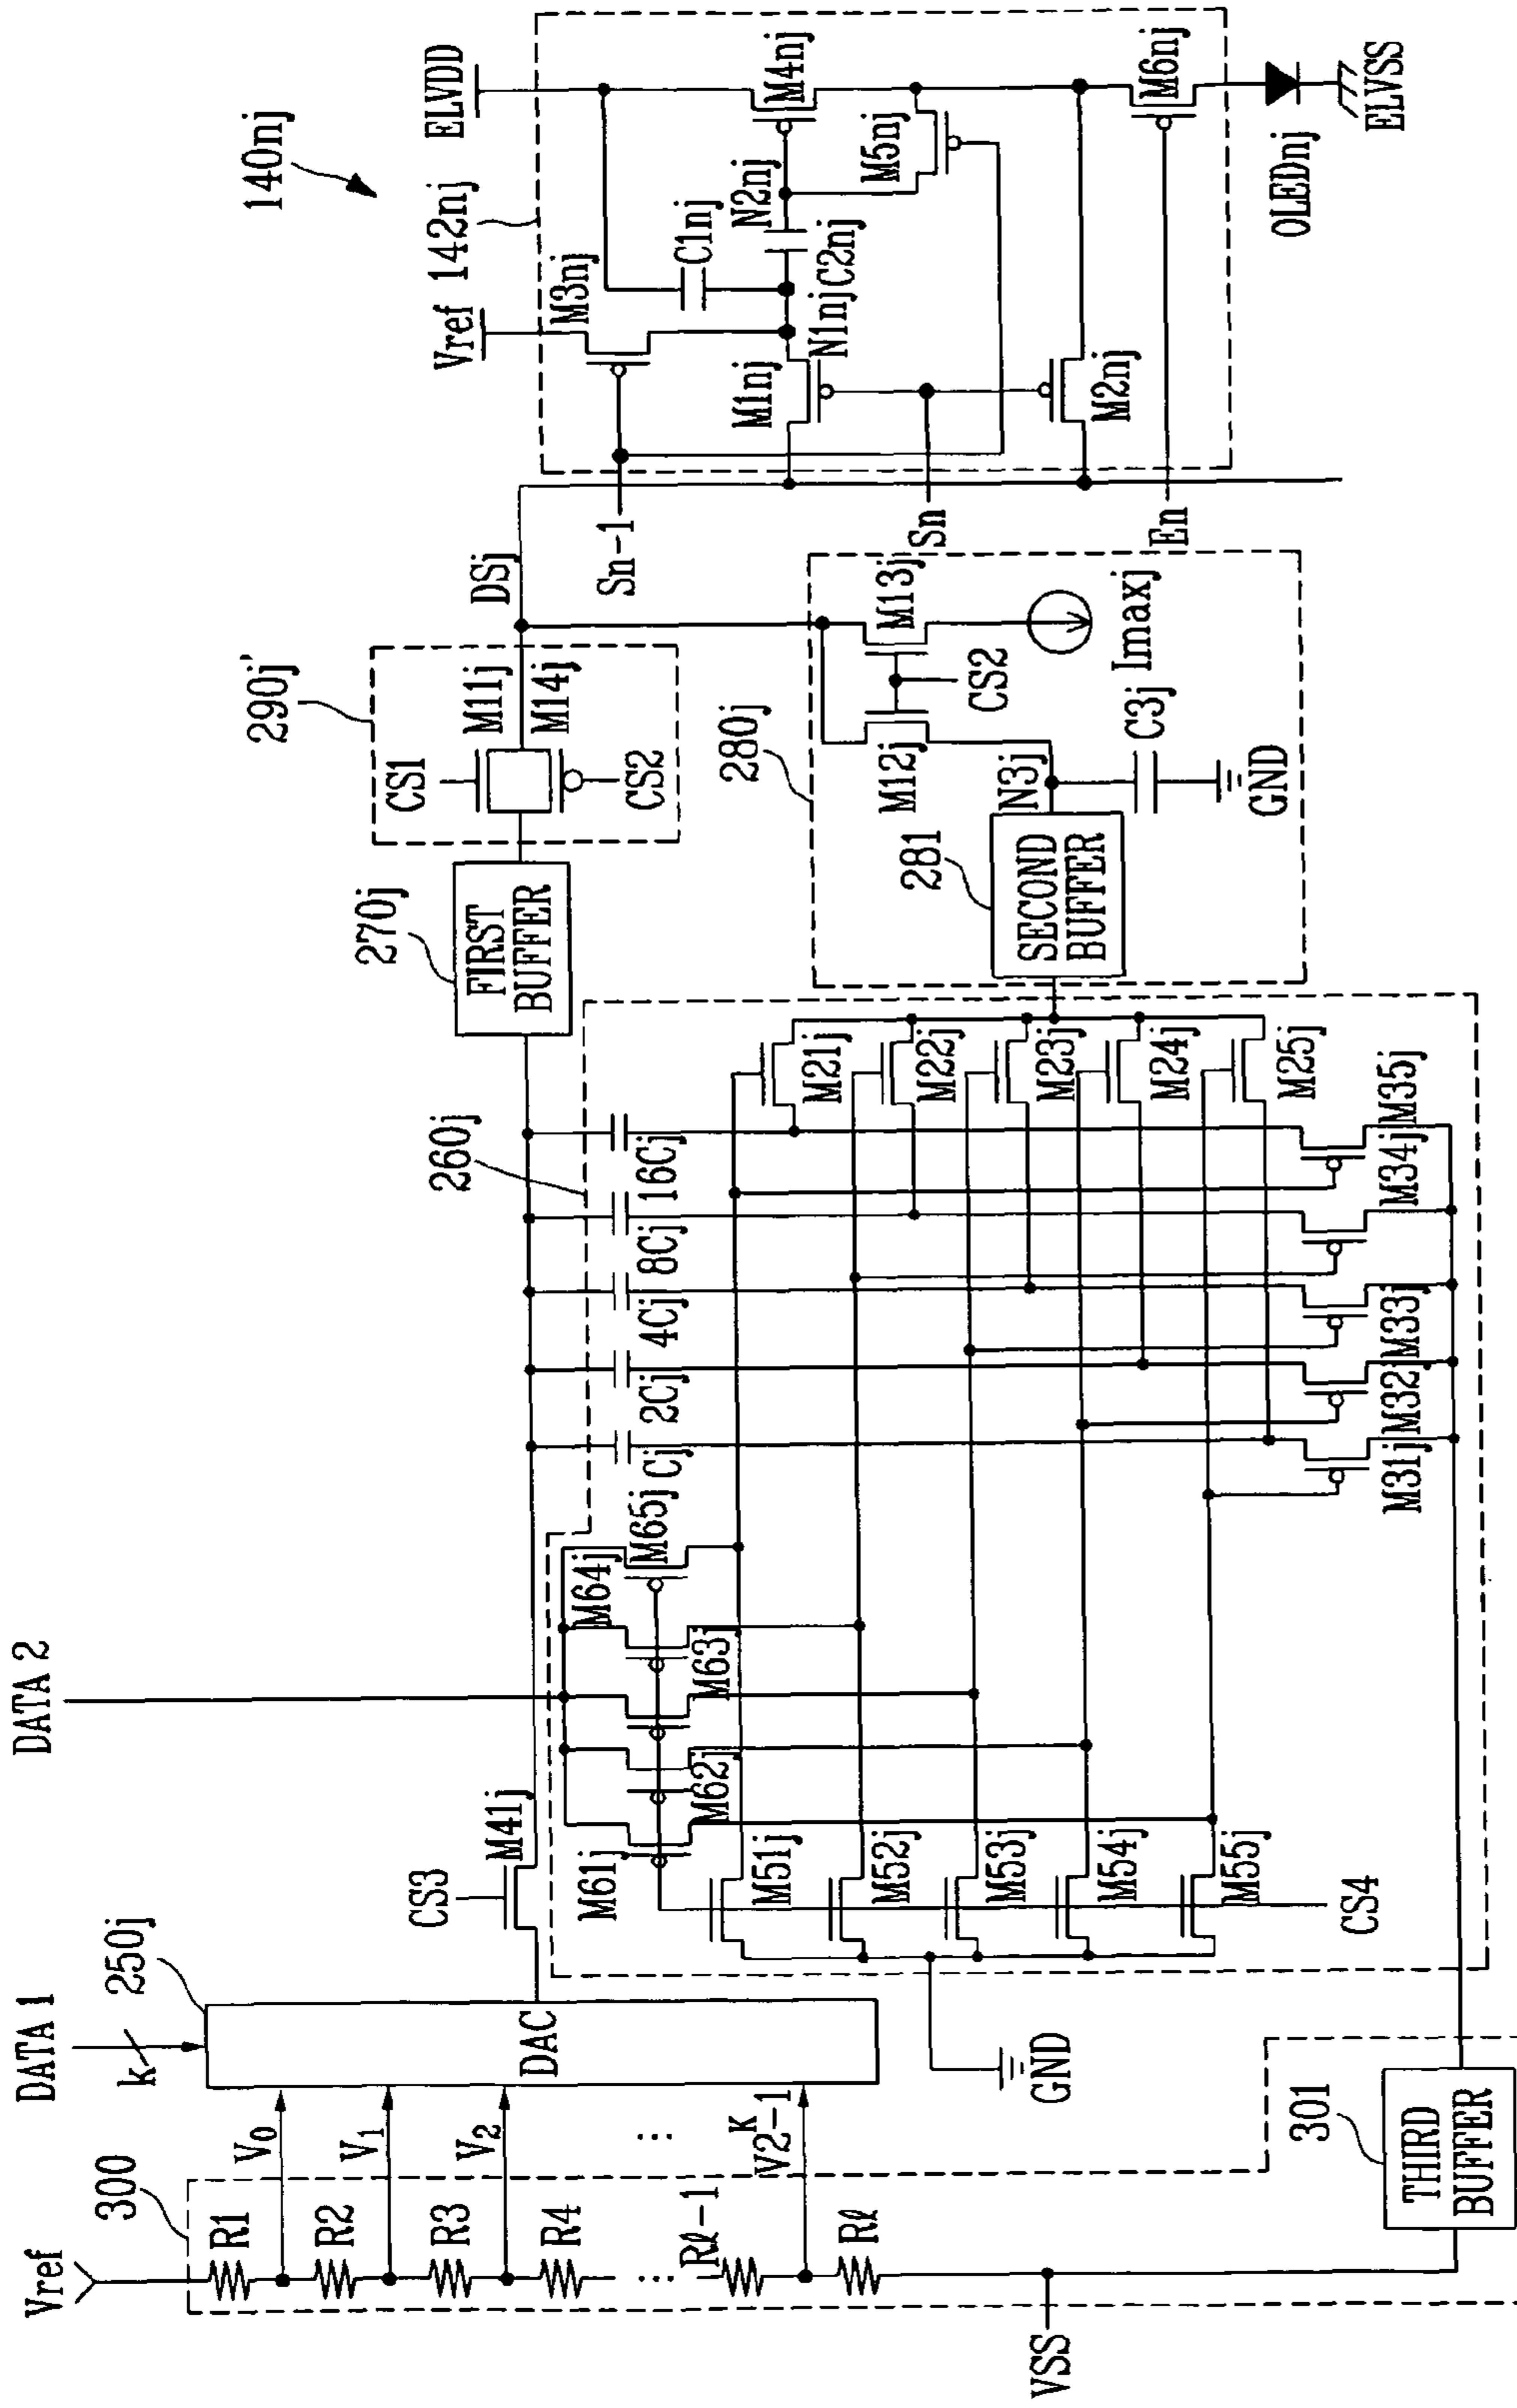 DATA 1
DATA 2
k
250j
DAC
300
Vref
R1
R2
R3
R4
...
Rℓ-1
Rℓ
V0
V1
V2
...
V2^K-1
VSS
GND
301
THIRD
BUFFER
CS3
M41j
260j
M61j
M62j
M63j
M64j
M65j
M51j
M52j
M53j
M54j
M55j
CS4
Cj
2Cj
4Cj
8Cj
16Cj
M21j
M22j
M23j
M24j
M25j
M31j
M32j
M33j
M34j
M35j
270j
FIRST
BUFFER
290j'
CS1
M11j
M14j
CS2
DSj
280j
281
SECOND
BUFFER
N3j
M12j
M13j
CS2
C3j
GND
Imaxj
140nj
142nj
Vref
ELVDD
M3nj
C1nj
N2nj
M4nj
M1nj
N1nj
C2nj
M5nj
M2nj
M6nj
Sn-1
Sn
En
OLEDnj
ELVSS